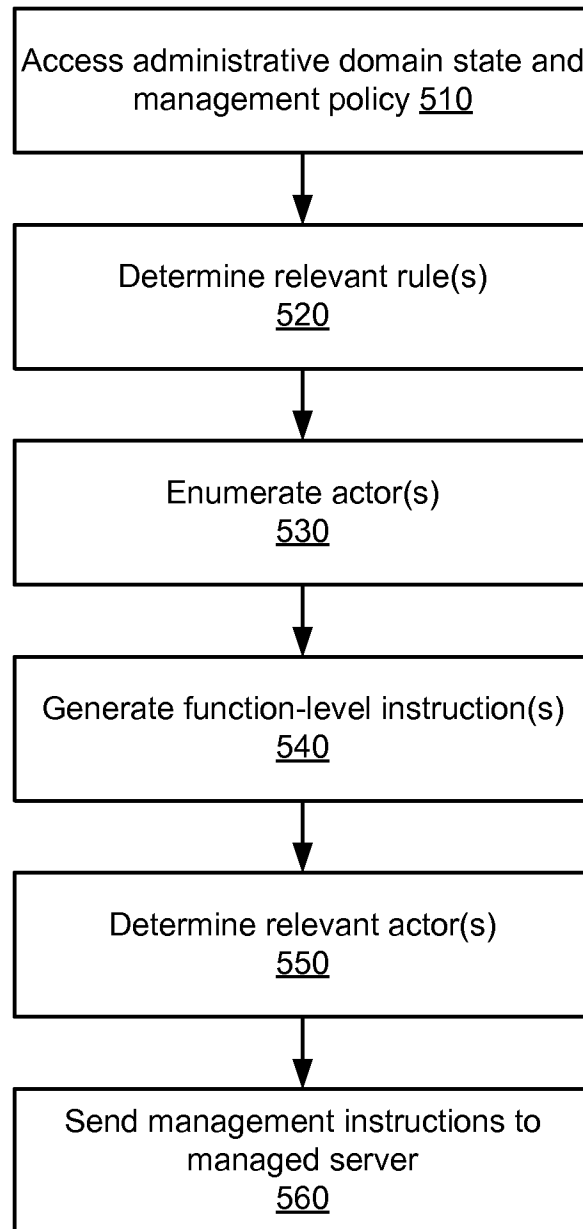 Access administrative domain state and
management policy 510
Determine relevant rule(s)
520
Enumerate actor(s)
530
Generate function-level instruction(s)
540
Determine relevant actor(s)
550
Send management instructions to
managed server
560